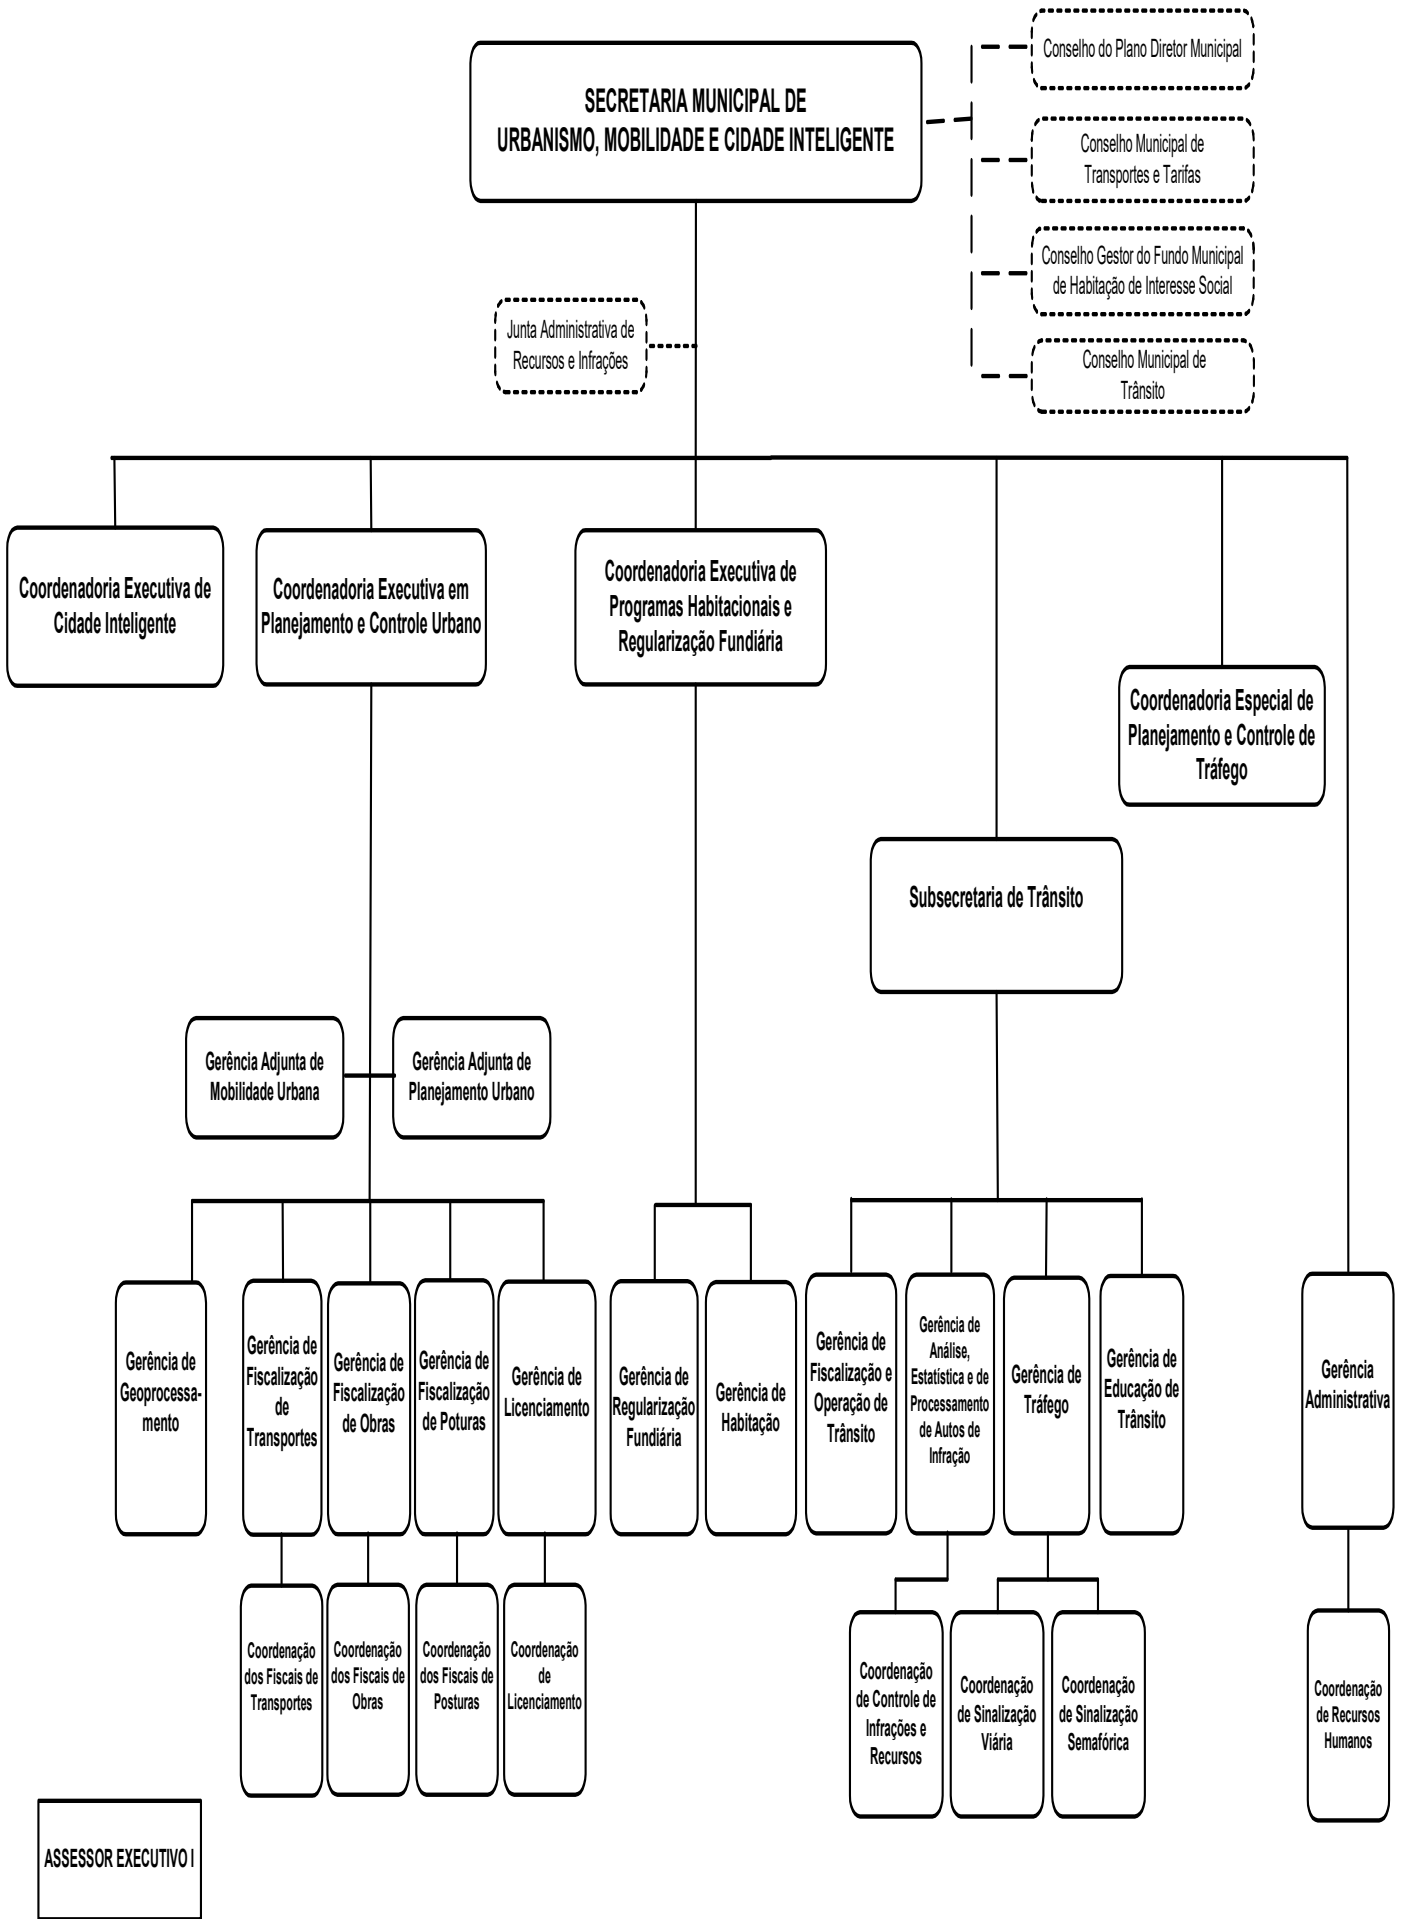 SECRETARIA MUNICIPAL DE
URBANISMO, MOBILIDADE E CIDADE INTELIGENTE
Conselho do Plano Diretor Municipal
Conselho Municipal de
Transportes e Tarifas
Conselho Gestor do Fundo Municipal
de Habitação de Interesse Social
Conselho Municipal de
Trânsito
Junta Administrativa de
Recursos e Infrações
Coordenadoria Executiva de
Cidade Inteligente
Coordenadoria Executiva em
Planejamento e Controle Urbano
Coordenadoria Executiva de
Programas Habitacionais e
Regularização Fundiária
Coordenadoria Especial de
Planejamento e Controle de
Tráfego
Subsecretaria de Trânsito
Gerência Adjunta de
Mobilidade Urbana
Gerência Adjunta de
Planejamento Urbano
Gerência de
Geoprocessa-
mento
Gerência de
Fiscalização
de
Transportes
Gerência de
Fiscalização
de Obras
Gerência de
Fiscalização
de Poturas
Gerência de
Licenciamento
Gerência de
Regularização
Fundiária
Gerência de
Habitação
Gerência de
Fiscalização e
Operação de
Trânsito
Gerência de
Análise,
Estatística e de
Processamento
de Autos de
Infração
Gerência de
Tráfego
Gerência de
Educação de
Trânsito
Gerência
Administrativa
Coordenação
dos Fiscais de
Transportes
Coordenação
dos Fiscais de
Obras
Coordenação
dos Fiscais de
Posturas
Coordenação
de
Licenciamento
Coordenação
de Controle de
Infrações e
Recursos
Coordenação
de Sinalização
Viária
Coordenação
de Sinalização
Semafórica
Coordenação
de Recursos
Humanos
ASSESSOR EXECUTIVO I